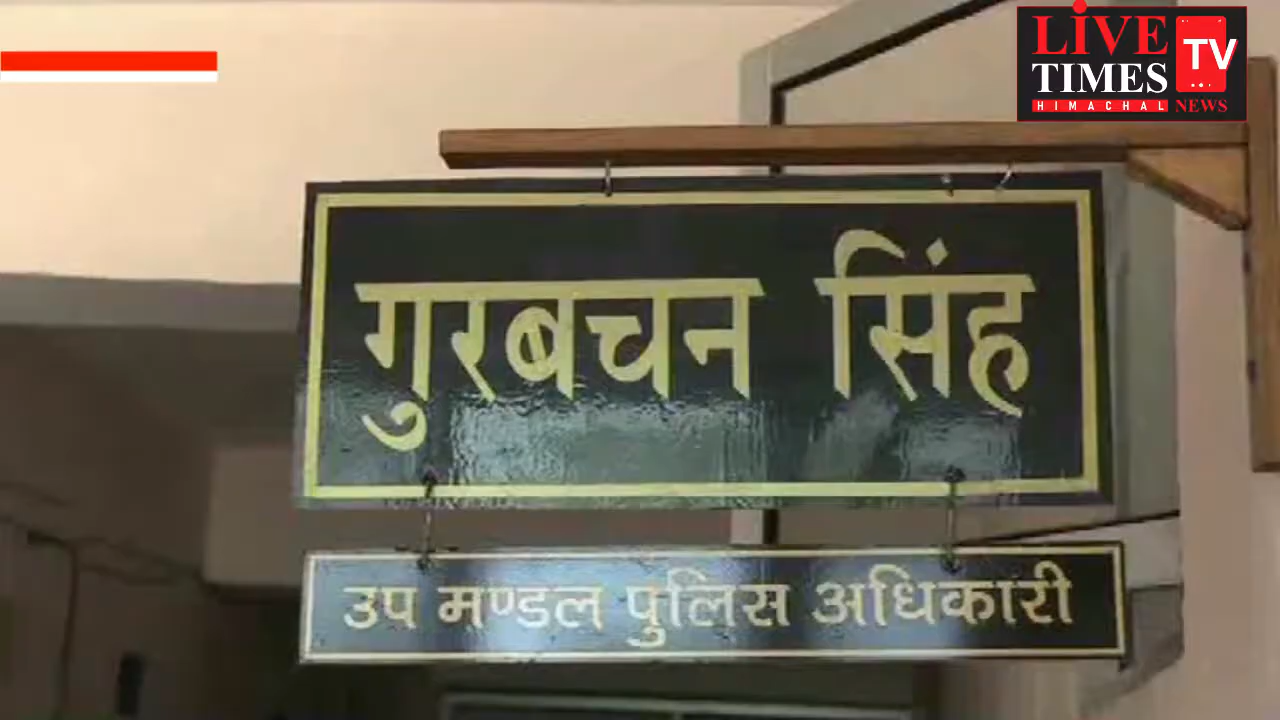 LiVE
TIMES
TV
HIMACHAL NEWS
गुरबचन सिंह
उप मण्डल पुलिस अधिकारी